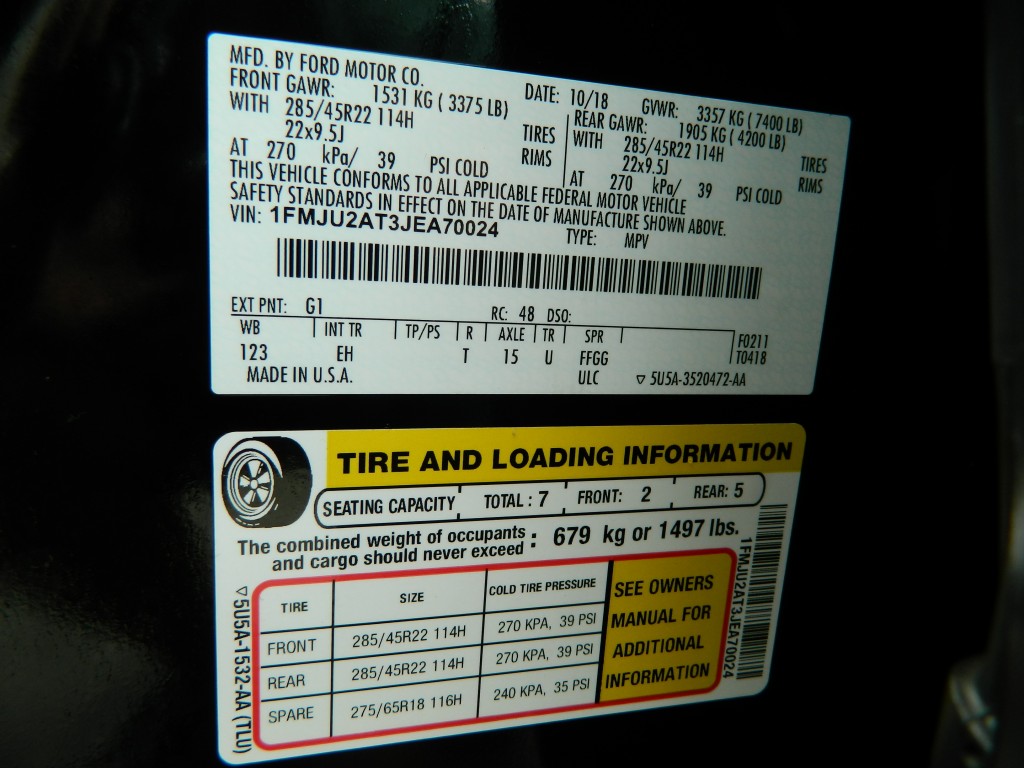 MFD. BY FORD MOTOR CO.
DATE: 10/18 GVWR: 3357 KG ( 7400 LB)
FRONT GAWR: 1531 KG ( 3375 LB)
WITH 285/45R22 114H TIRES
22x9.5J RIMS
AT 270 kPa/ 39 PSI COLD
REAR GAWR: 1905 KG ( 4200 LB)
WITH 285/45R22 114H TIRES
22x9.5J RIMS
AT 270 kPa/ 39 PSI COLD
THIS VEHICLE CONFORMS TO ALL APPLICABLE FEDERAL MOTOR VEHICLE
SAFETY STANDARDS IN EFFECT ON THE DATE OF MANUFACTURE SHOWN ABOVE.
VIN: 1FMJU2AT3JEA70024
TYPE: MPV
EXT PNT: G1 RC: 48 DSO:
WB INT TR TP/PS R AXLE TR SPR F0211
123 EH T 15 U FFGG T0418
MADE IN U.S.A. ULC ▽ 5U5A-3520472-AA
TIRE AND LOADING INFORMATION
SEATING CAPACITY TOTAL : 7 FRONT: 2 REAR: 5
The combined weight of occupants
and cargo should never exceed : 679 kg or 1497 lbs.
TIRE SIZE COLD TIRE PRESSURE
FRONT 285/45R22 114H 270 KPA, 39 PSI
REAR 285/45R22 114H 270 KPA, 39 PSI
SPARE 275/65R18 116H 240 KPA, 35 PSI
SEE OWNERS
MANUAL FOR
ADDITIONAL
INFORMATION
▽5U5A-1532-AA (TLU)
1FMJU2AT3JEA70024